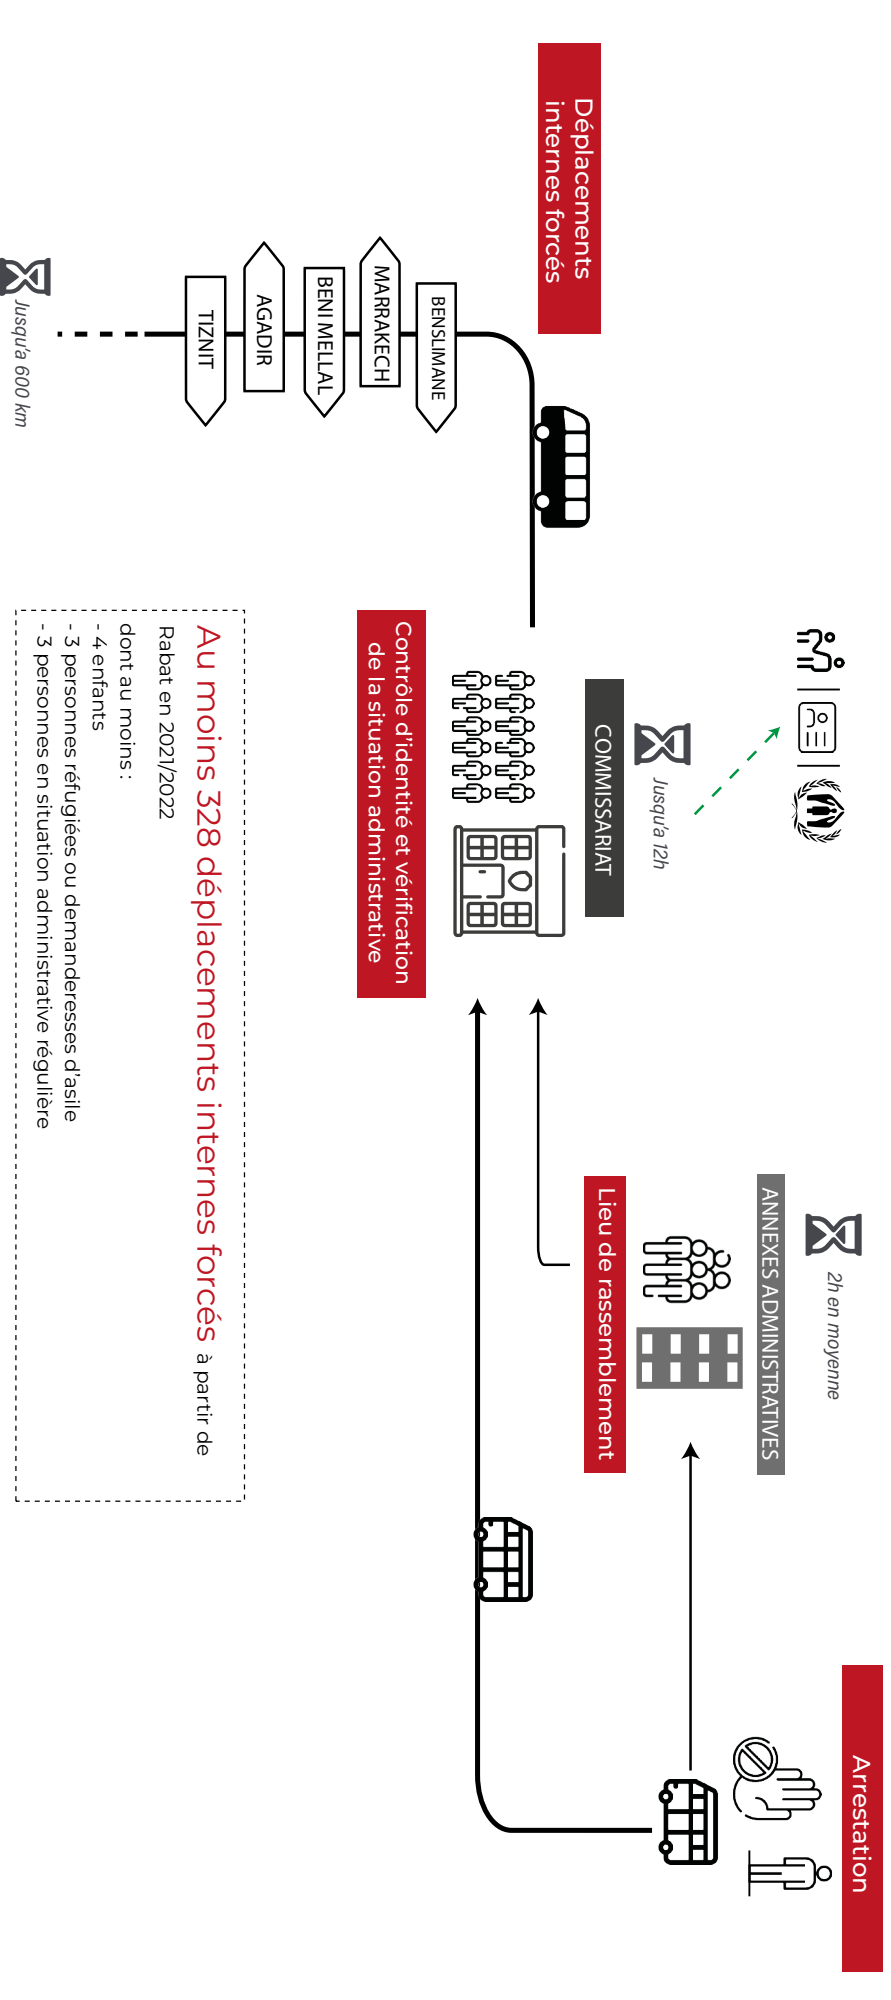 Arrestation
2h en moyenne
ANNEXES ADMINISTRATIVES
Lieu de rassemblement
Jusqu'a 12h
COMMISSARIAT
Contrôle d'identité et vérification
de la situation administrative
Déplacements
internes forcés
BENSLIMANE
MARRAKECH
BENI MELLAL
AGADIR
TIZNIT
Jusqu'a 600 km
Au moins 328 déplacements internes forcés à partir de
Rabat en 2021/2022
dont au moins :
- 4 enfants
- 3 personnes réfugiées ou demanderesses d'asile
- 3 personnes en situation administrative régulière